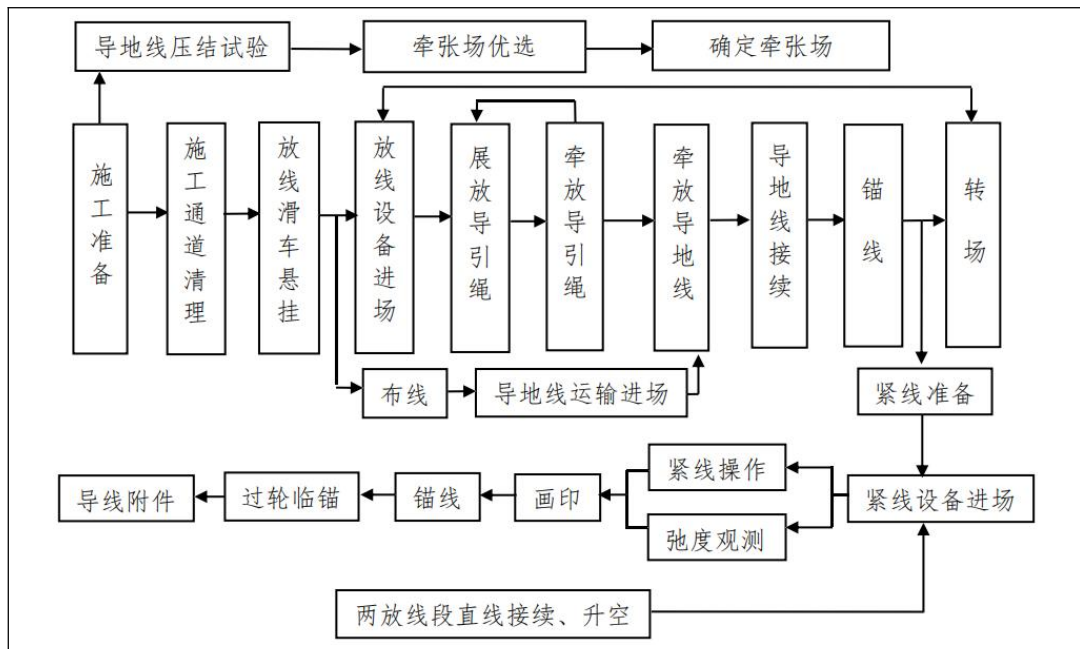 导地线压结试验
牵张场优选
确定牵张场
施工准备
施工通道清理
放线滑车悬挂
放线设备进场
展放导引绳
牵放导引绳
牵放导地线
导地线接续
锚线
转场
布线
导地线运输进场
紧线准备
导线附件
过轮临锚
锚线
画印
紧线操作
弛度观测
紧线设备进场
两放线段直线接续、升空